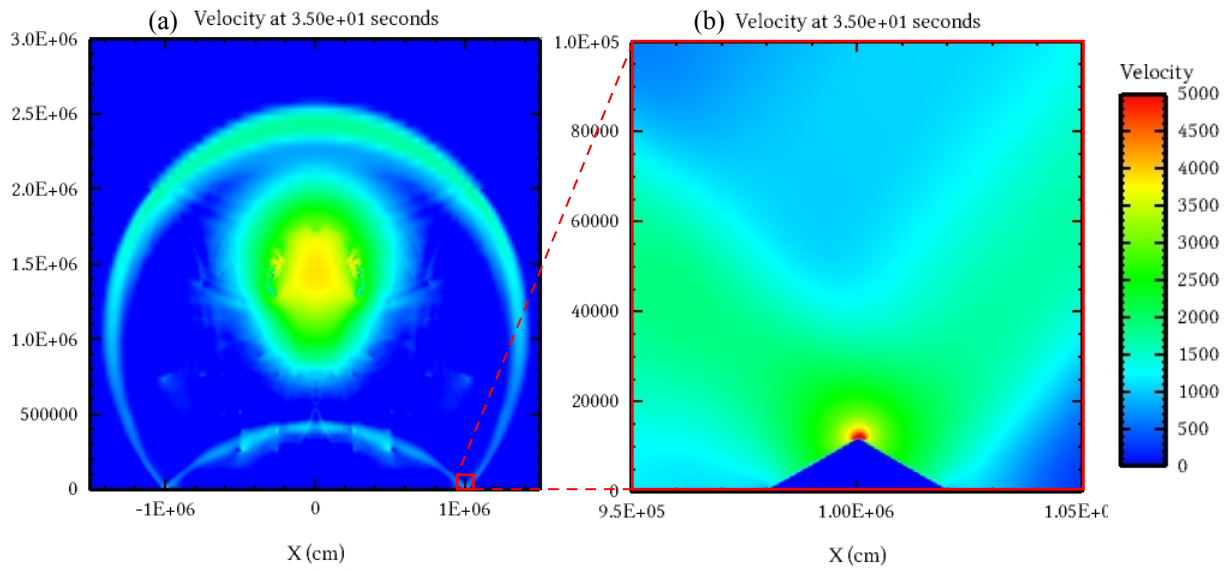 (a) Velocity at 3.50e+01 seconds
3.0E+06
2.5E+06
2.0E+06
1.5E+06
1.0E+06
500000
0
-1E+06 0 1E+06
X (cm)
(b) Velocity at 3.50e+01 seconds
1.0E+05
80000
60000
40000
20000
0
9.5E+05 1.00E+06 1.05E+0
X (cm)
Velocity
5000
4500
4000
3500
3000
2500
2000
1500
1000
500
0